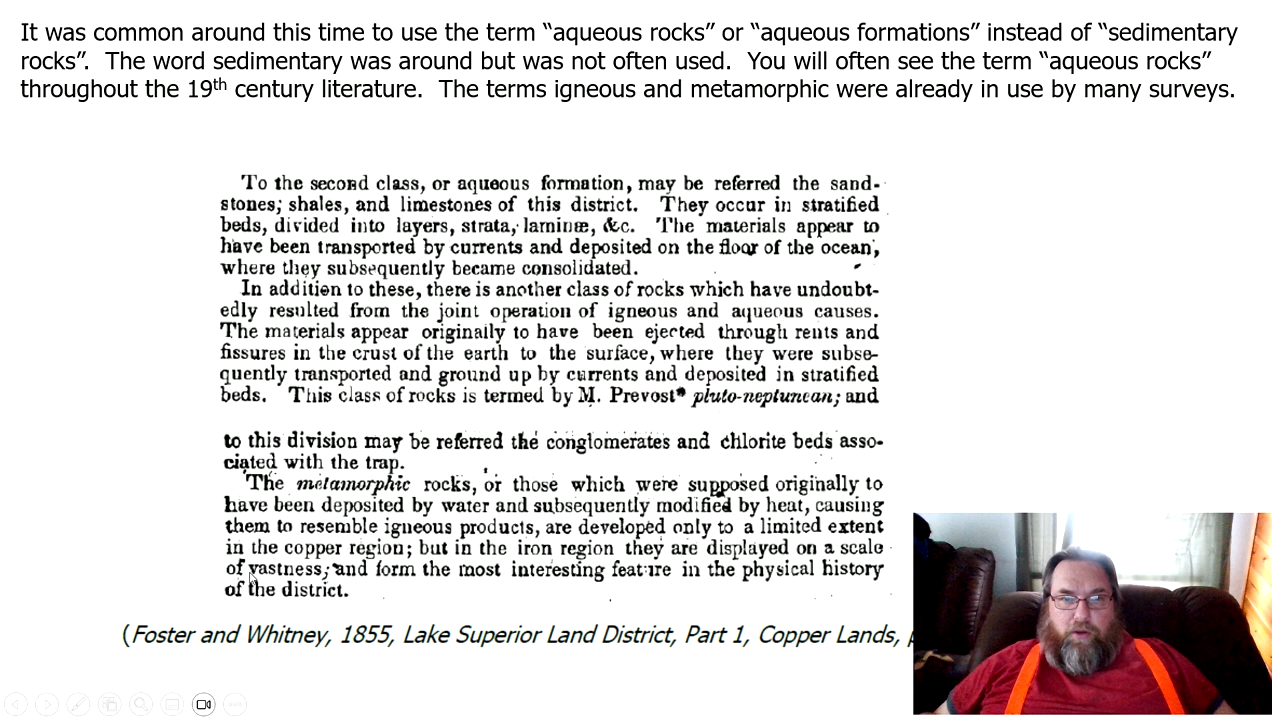 It was common around this time to use the term “aqueous rocks” or “aqueous formations” instead of “sedimentary
rocks”.  The word sedimentary was around but was not often used.  You will often see the term “aqueous rocks”
throughout the 19th century literature.  The terms igneous and metamorphic were already in use by many surveys.
To the second class, or aqueous formation, may be referred the sand-
stones; shales, and limestones of this district.  They occur in stratified
beds, divided into layers, strata, laminæ, &c.  The materials appear to
have been transported by currents and deposited on the floor of the ocean,
where they subsequently became consolidated.
In addition to these, there is another class of rocks which have undoubt-
edly resulted from the joint operation of igneous and aqueous causes.
The materials appear originally to have been ejected through rents and
fissures in the crust of the earth to the surface, where they were subse-
quently transported and ground up by currents and deposited in stratified
beds.  This class of rocks is termed by M. Prevost* pluto-neptunean; and
to this division may be referred the conglomerates and chlorite beds asso-
ciated with the trap.
The metamorphic rocks, or those which were supposed originally to
have been deposited by water and subsequently modified by heat, causing
them to resemble igneous products, are developed only to a limited extent
in the copper region; but in the iron region they are displayed on a scale
of vastness; and form the most interesting feature in the physical history
of the district.
(Foster and Whitney, 1855, Lake Superior Land District, Part 1, Copper Lands,